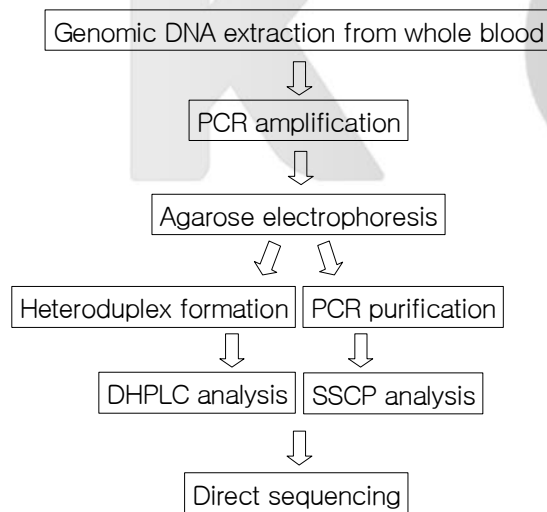 Genomic DNA extraction from whole blood
PCR amplification
Agarose electrophoresis
Heteroduplex formation
PCR purification
DHPLC analysis
SSCP analysis
Direct sequencing